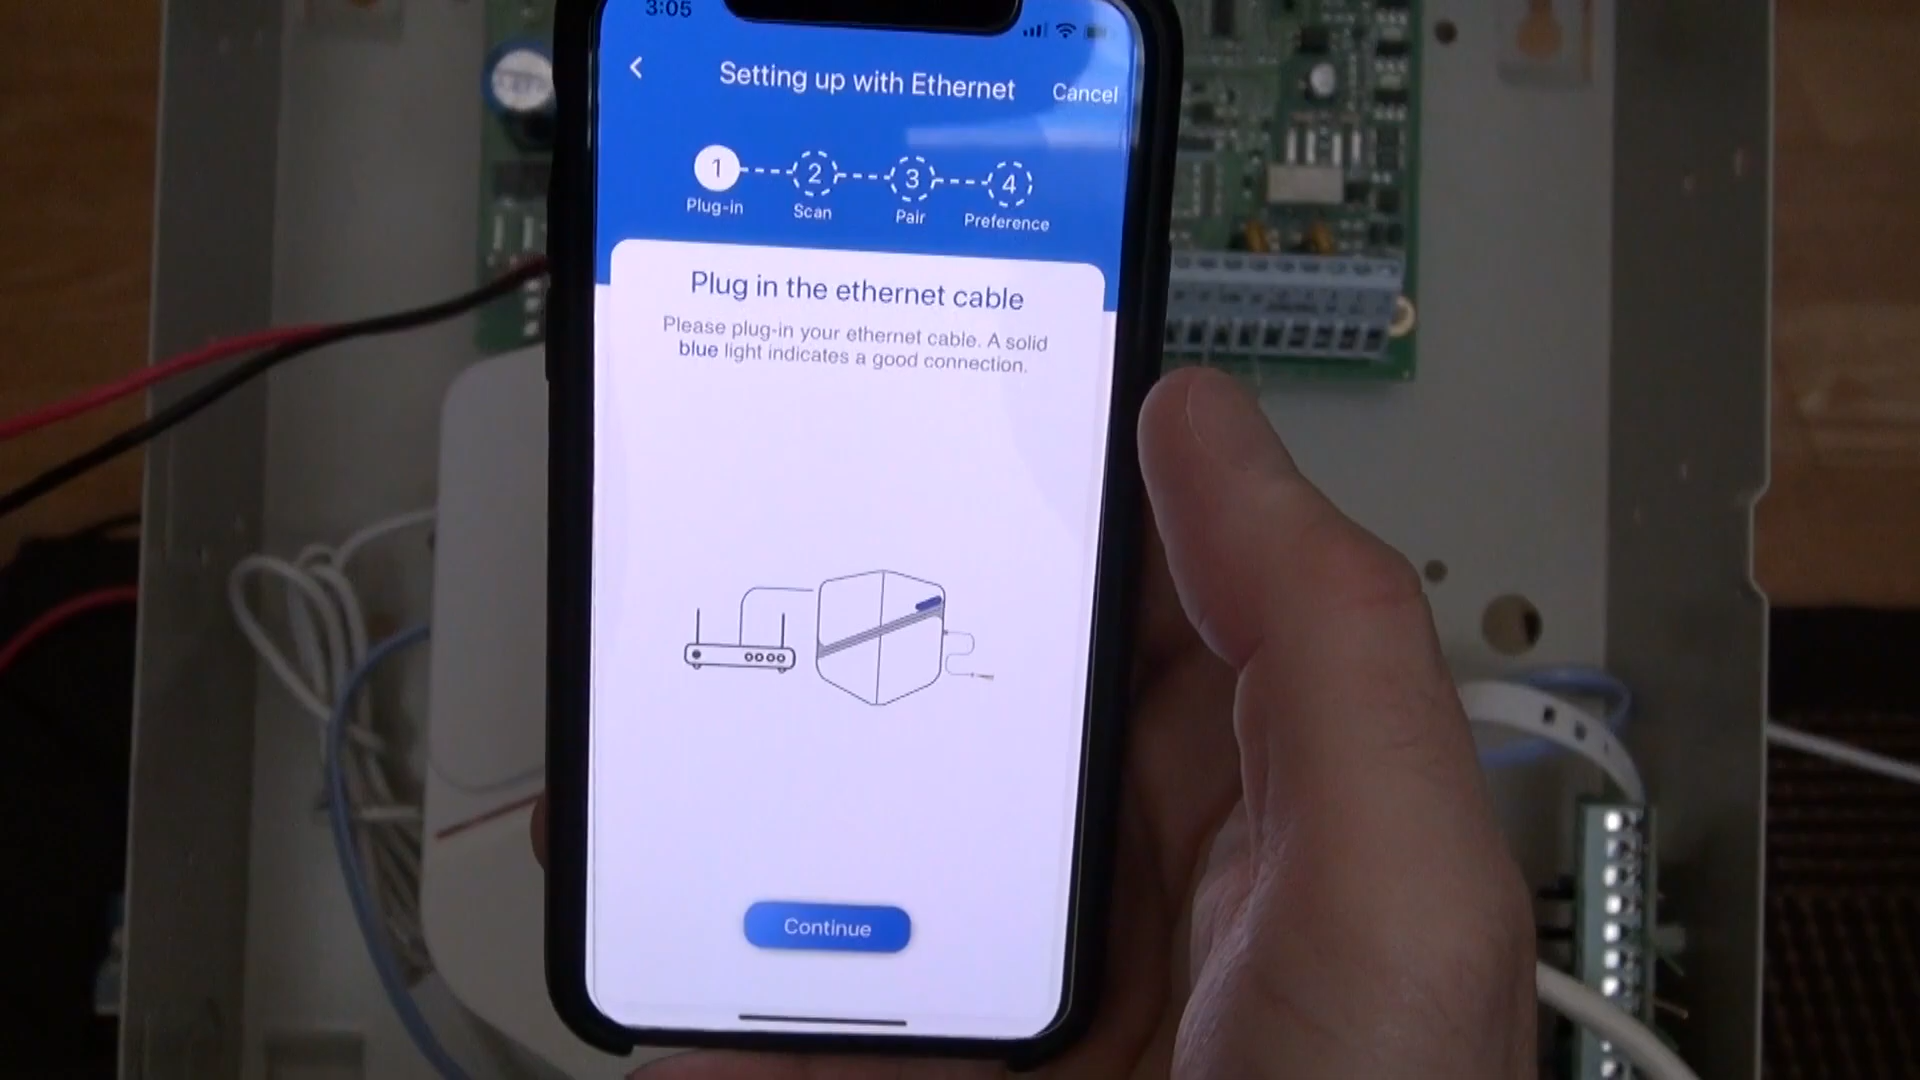 3:05
Setting up with Ethernet
Cancel
1 2 3 4
Plug-in Scan Pair Preference
Plug in the ethernet cable
Please plug-in your ethernet cable. A solid
blue light indicates a good connection.
Continue